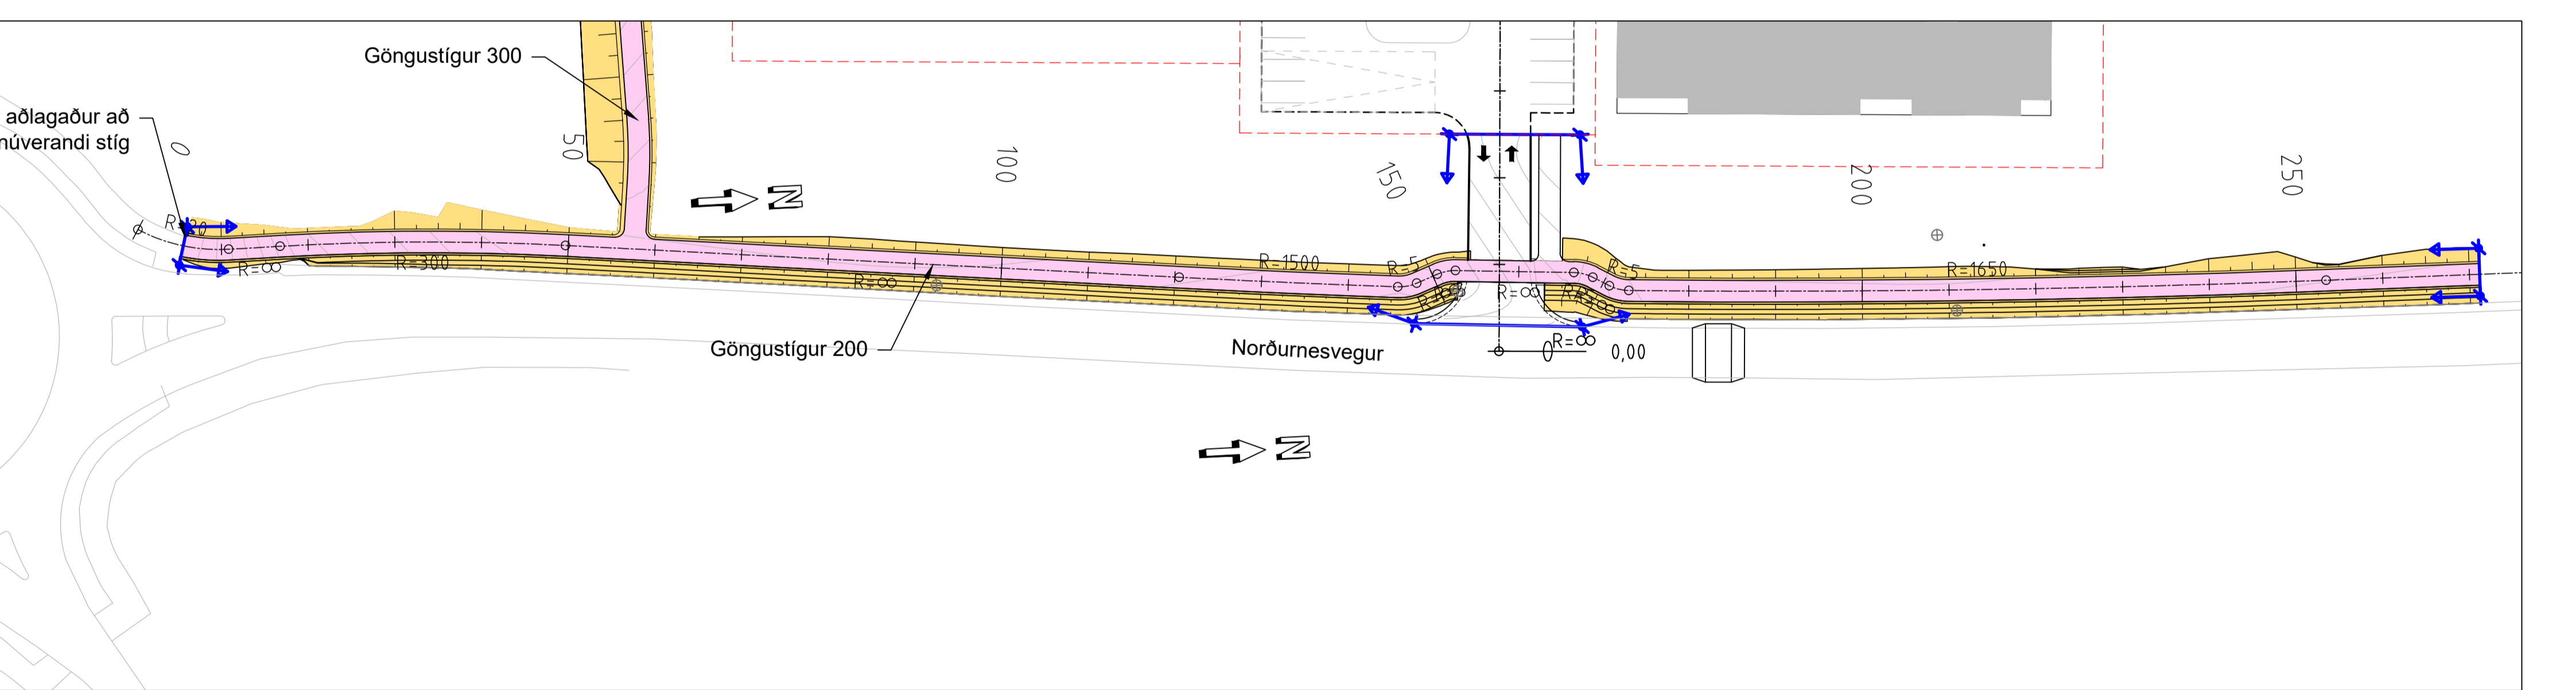 Göngustígur 300
aðlagaður að
núverandi stíg
0
50
100
150
200
250
N
R=∞
R=300
R=∞
R=1500
R=5
R=∞
R=5
R=1650
Göngustígur 200
Norðurnesvegur
R=∞
0
0,00
N